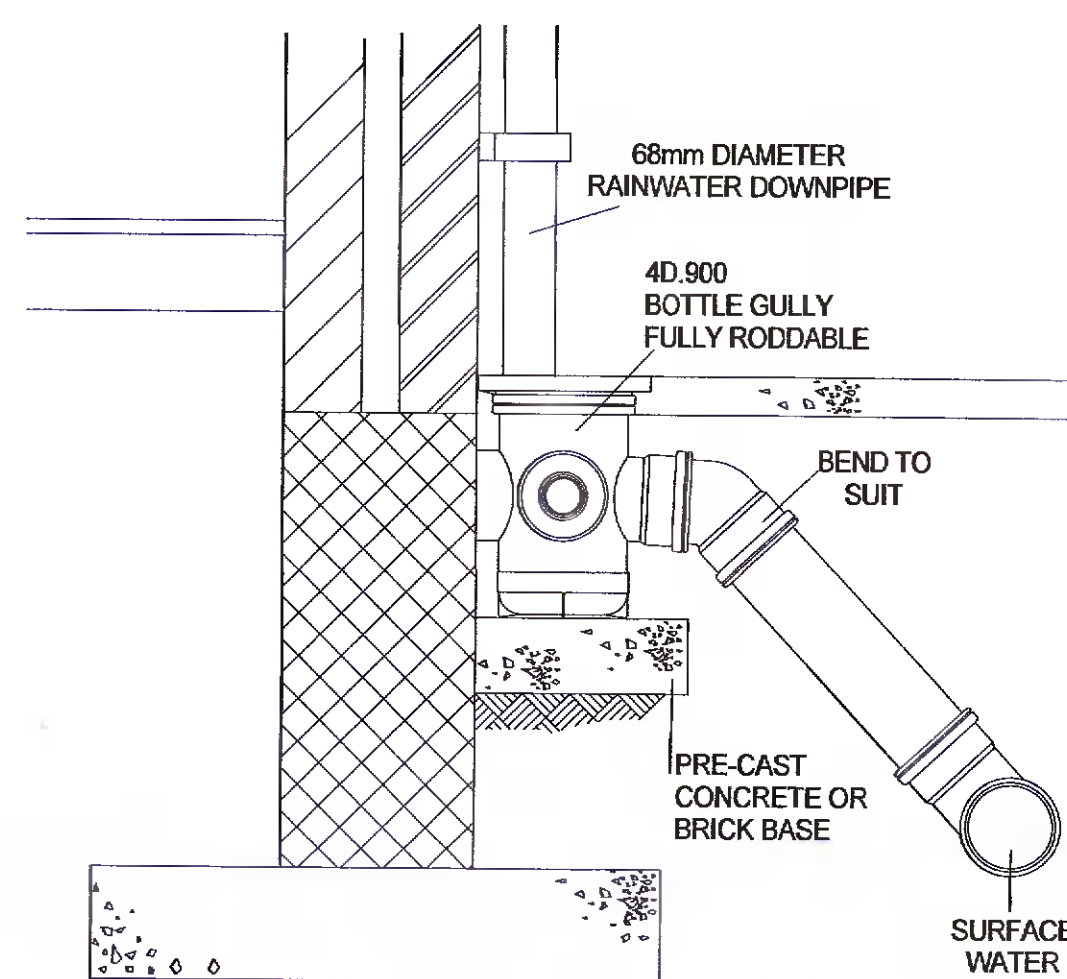 68mm DIAMETER
RAINWATER DOWNPIPE
4D.900
BOTTLE GULLY
FULLY RODDABLE
BEND TO
SUIT
PRE-CAST
CONCRETE OR
BRICK BASE
SURFACE
WATER